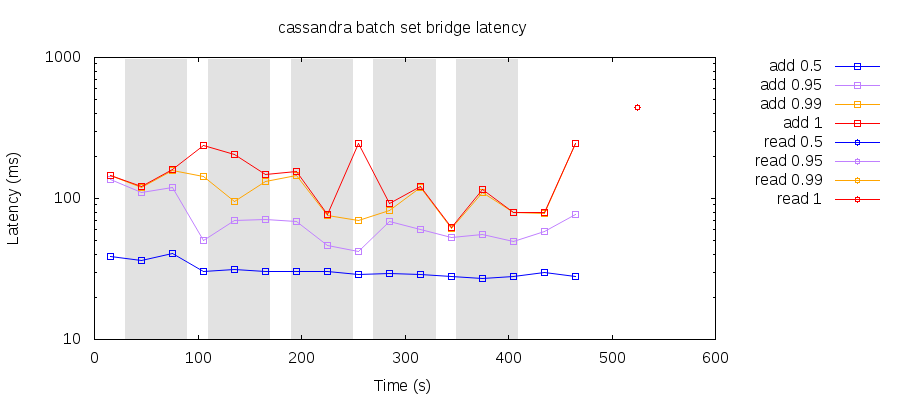 cassandra batch set bridge latency
1000
100
10
Latency (ms)
0 100 200 300 400 500 600
Time (s)
add 0.5
add 0.95
add 0.99
add 1
read 0.5
read 0.95
read 0.99
read 1